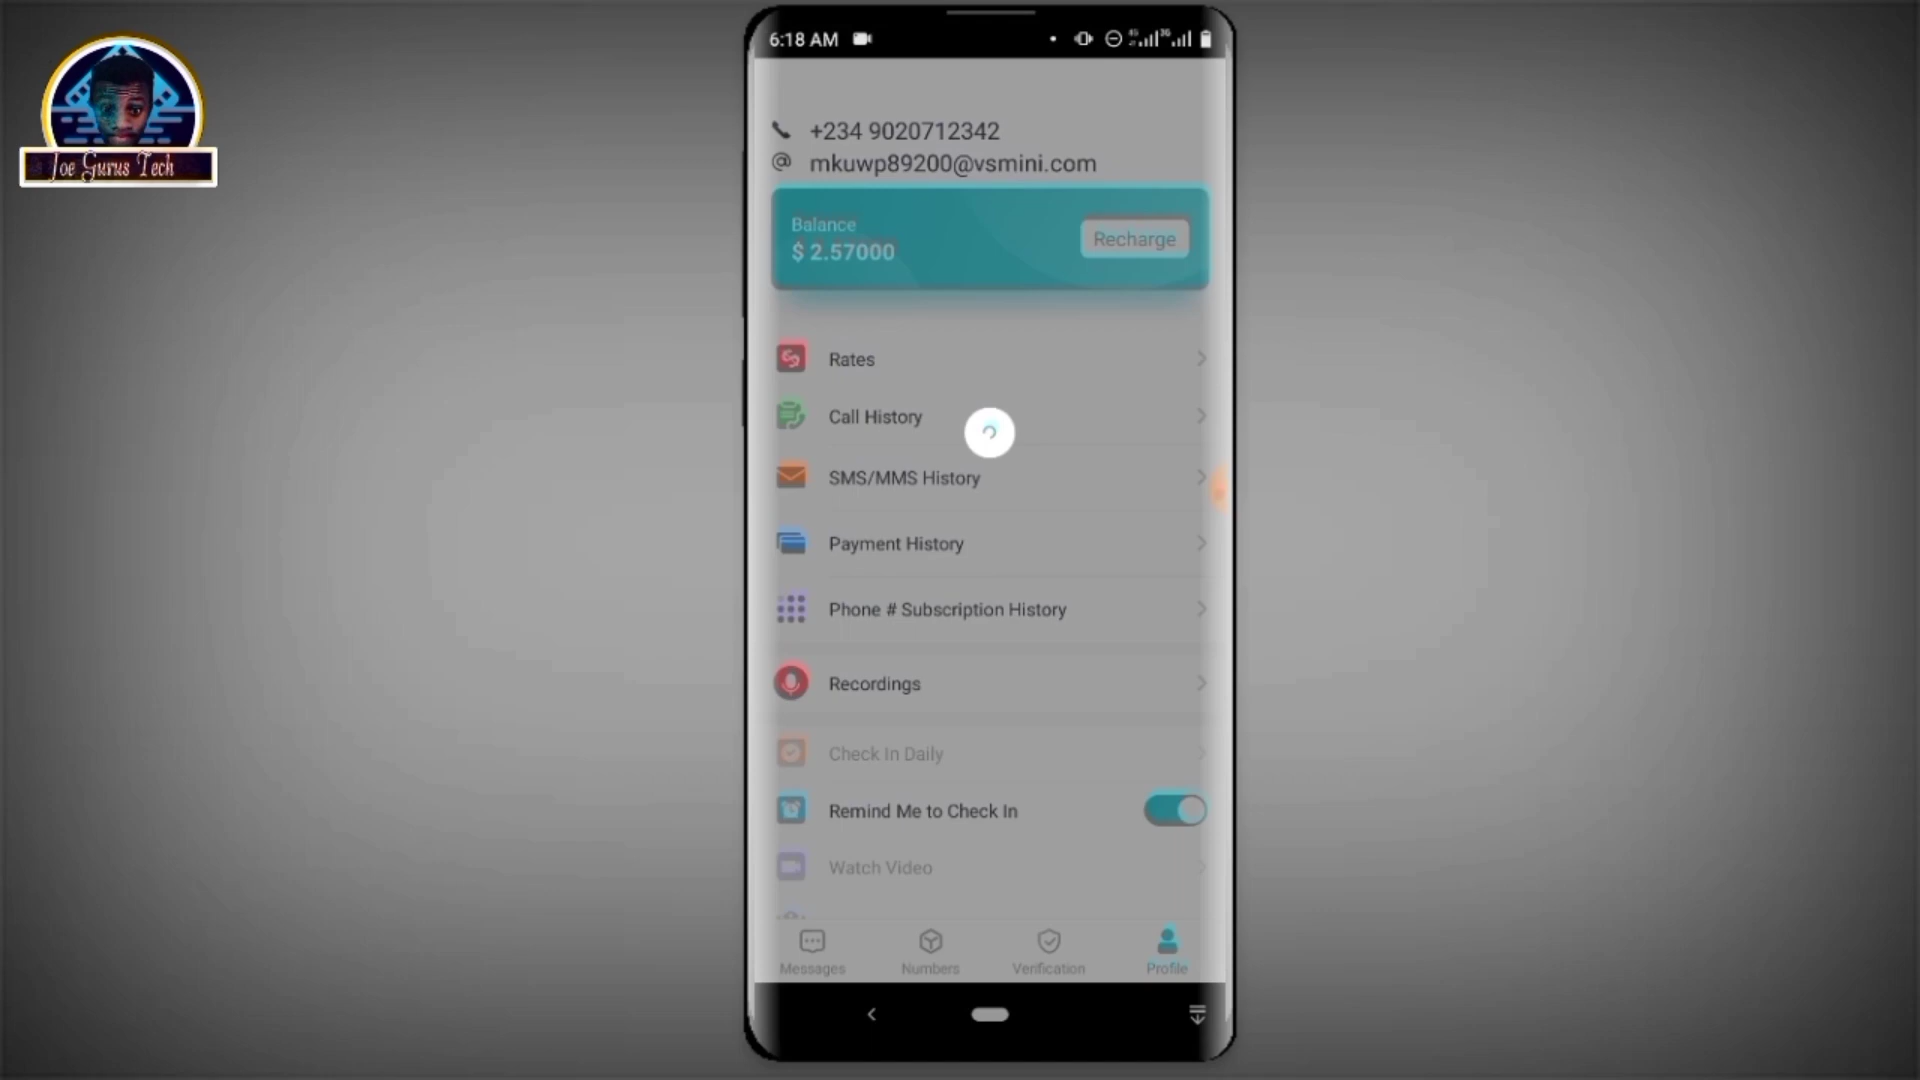 Joe Gurus Tech
6:18 AM
+234 9020712342
@ mkuwp89200@vsmini.com
Balance
$ 2.57000
Recharge
Rates
Call History
SMS/MMS History
Payment History
Phone # Subscription History
Recordings
Check In Daily
Remind Me to Check In
Watch Video
Messages
Numbers
Verification
Profile